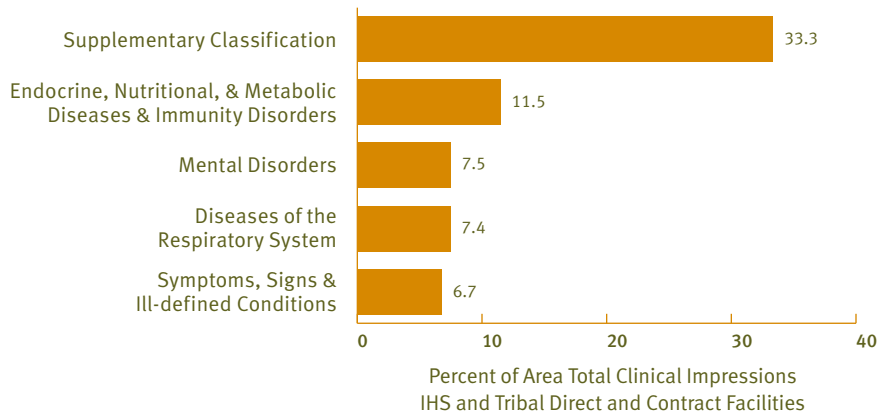 Supplementary Classification
33.3
Endocrine, Nutritional, & Metabolic
Diseases & Immunity Disorders
11.5
Mental Disorders
7.5
Diseases of the
Respiratory System
7.4
Symptoms, Signs &
Ill-defined Conditions
6.7
0 10 20 30 40
Percent of Area Total Clinical Impressions
IHS and Tribal Direct and Contract Facilities